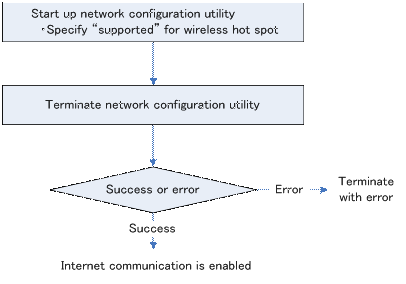 Start up network configuration utility
・Specify “supported” for wireless hot spot
Terminate network configuration utility
Success or error
Error
Terminate
with error
Success
Internet communication is enabled